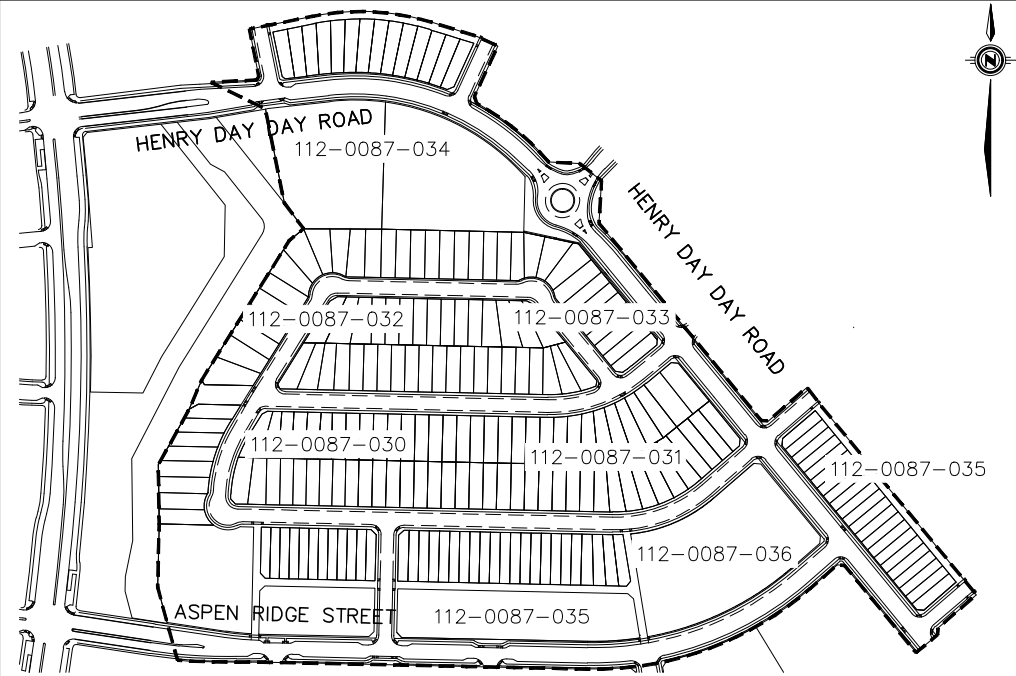 N
HENRY DAY DAY ROAD
112-0087-034
HENRY DAY DAY ROAD
112-0087-032
112-0087-033
112-0087-030
112-0087-031
112-0087-035
112-0087-036
ASPEN RIDGE STREET
112-0087-035